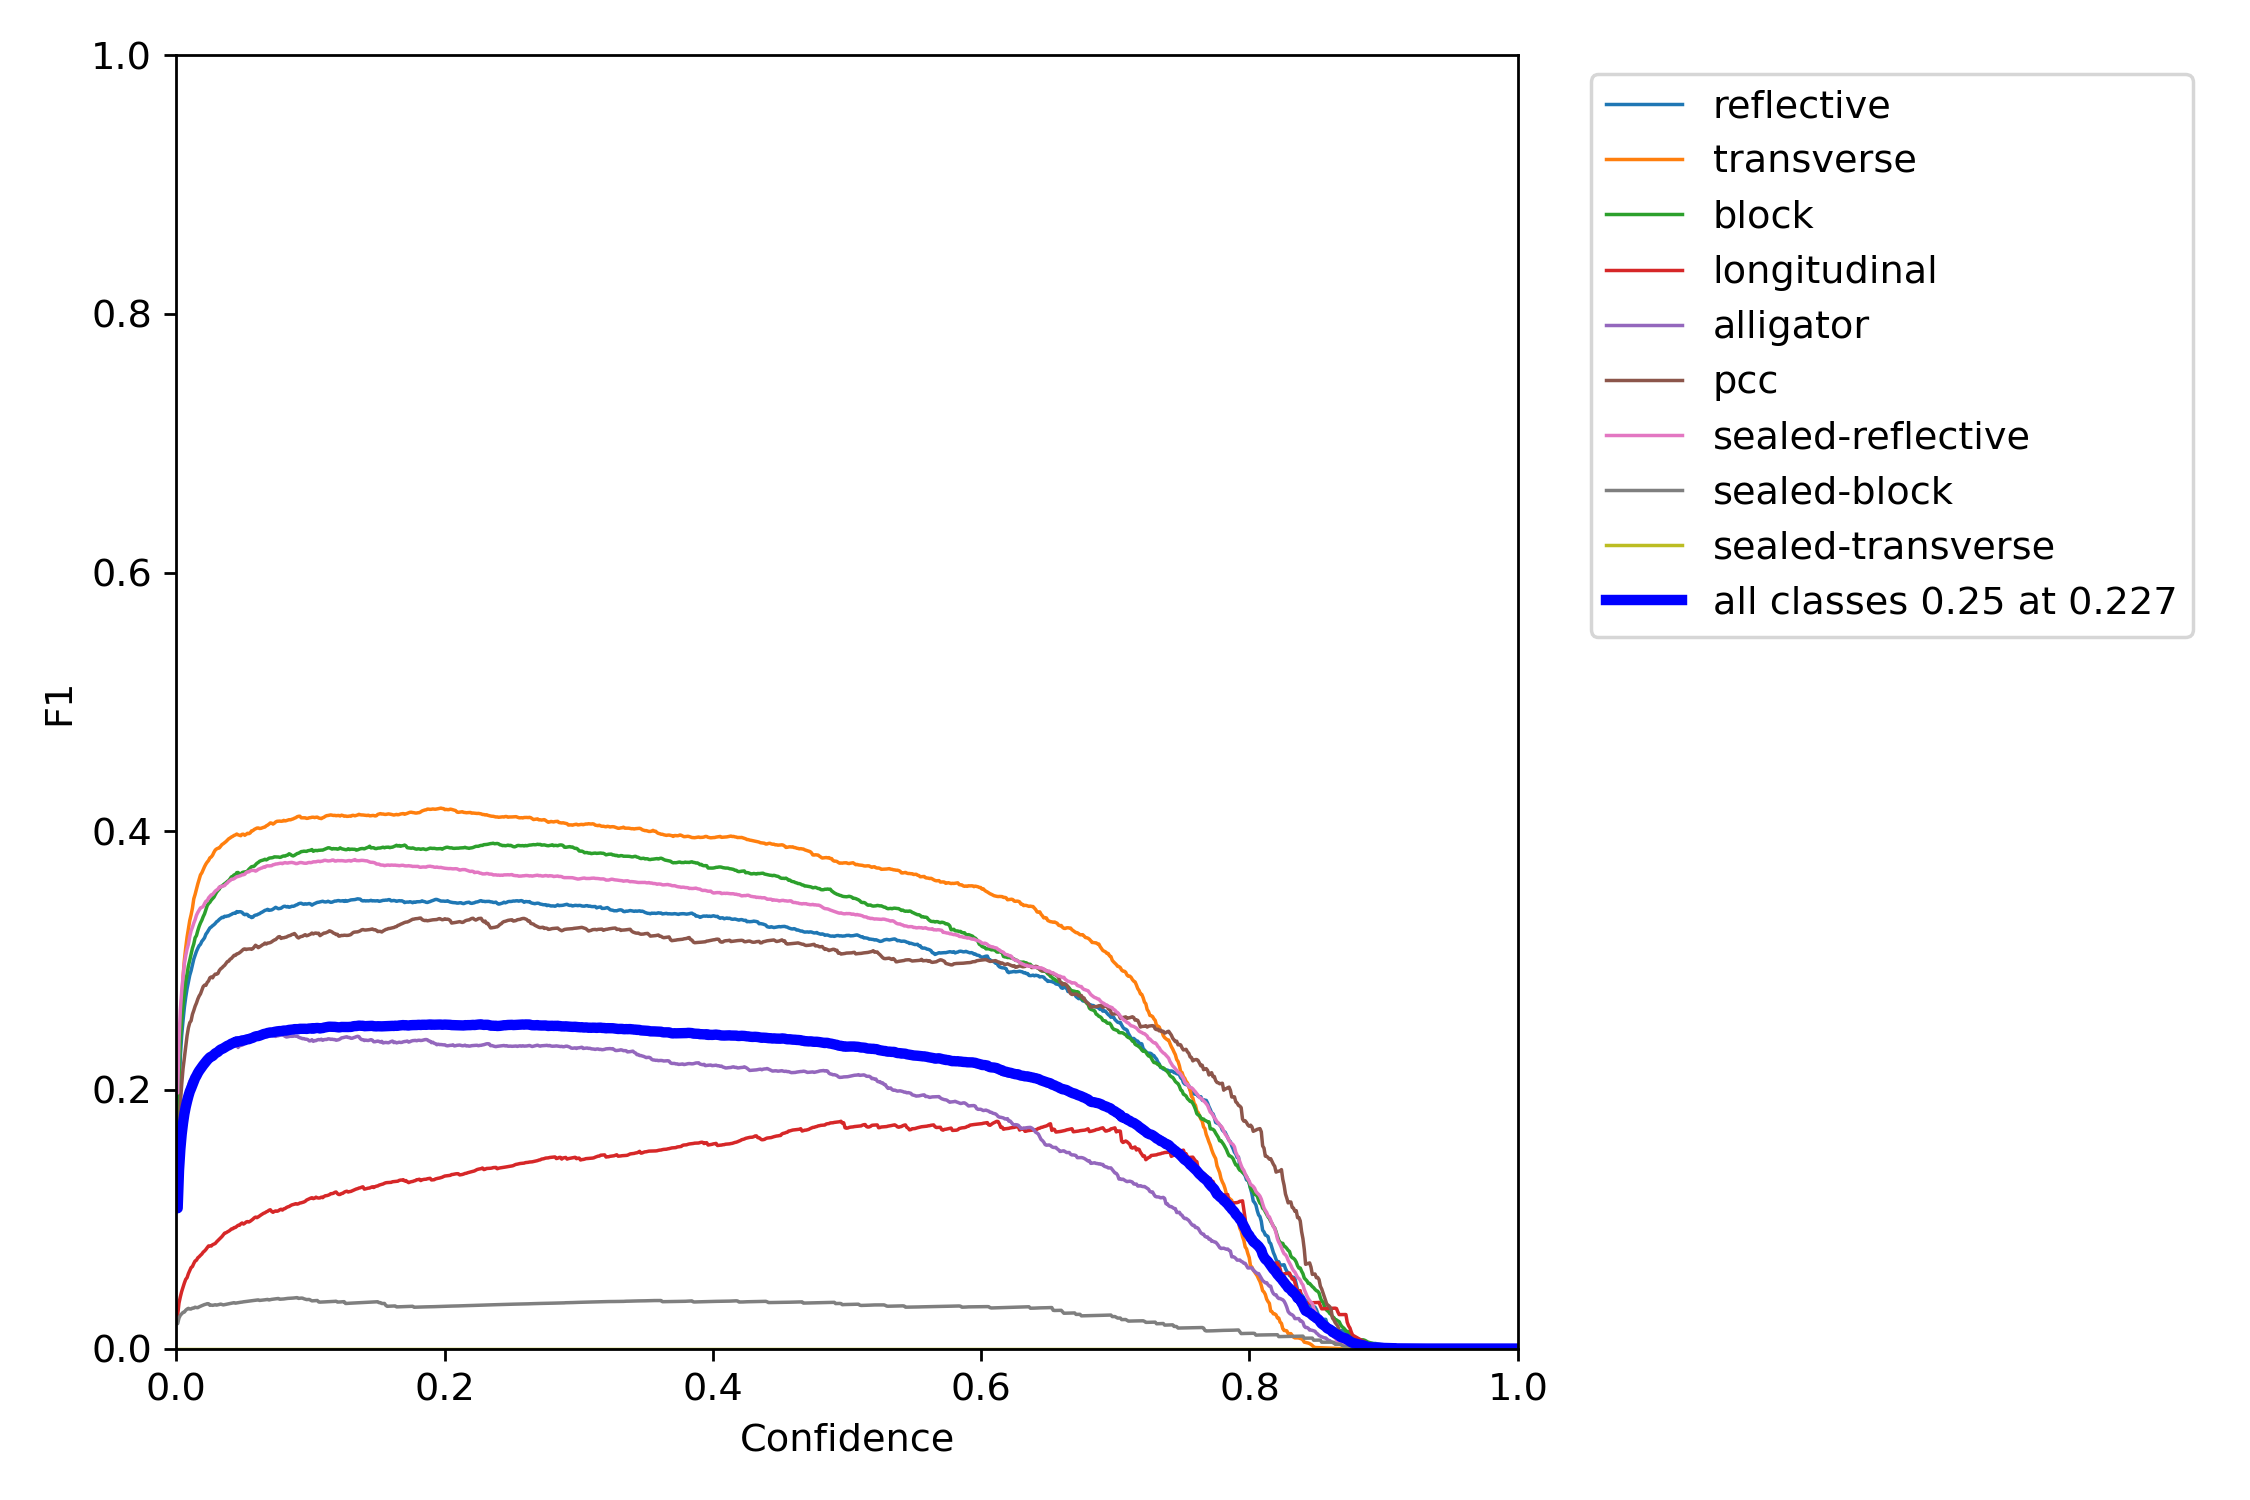 1.0
0.8
0.6
0.4
0.2
0.0
F1
0.0 0.2 0.4 0.6 0.8 1.0
Confidence
reflective
transverse
block
longitudinal
alligator
pcc
sealed-reflective
sealed-block
sealed-transverse
all classes 0.25 at 0.227